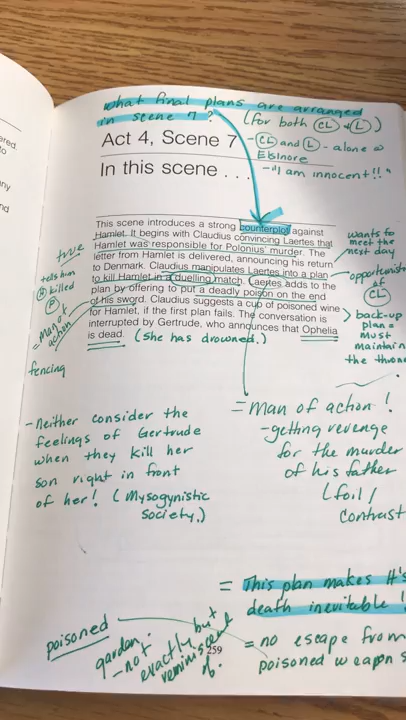 what final plans are arranged
in scene 7?
(for both CL & L)
Act 4, Scene 7
- CL and L - alone @
Elsinore
- "I am innocent!!"
In this scene . . .
This scene introduces a strong counterplot against
Hamlet. It begins with Claudius convincing Laertes that
Hamlet was responsible for Polonius' murder. The
letter from Hamlet is delivered, announcing his return
to Denmark. Claudius manipulates Laertes into a plan
to kill Hamlet in a duelling match. Laertes adds to the
plan by offering to put a deadly poison on the end
of his sword. Claudius suggests a cup of poisoned wine
for Hamlet, if the first plan fails. The conversation is
interrupted by Gertrude, who announces that Ophelia
is dead. (she has drowned.)
true
tells him
H killed
P
man of
action
fencing
wants to
meet the
next day
- opportunistic
of
CL
back-up
plan =
must
maintain
the throne
- Neither consider the
feelings of Gertrude
when they kill her
son right in front
of her! (Mysogynistic
Society.)
= man of action!
- getting revenge
for the murder
of his father
(foil /
contrast
= This plan makes H's
death inevitable!
= no escape from
poisoned weapon s
poisoned
garden.
- not
exactly but
reminiscent
of.
259